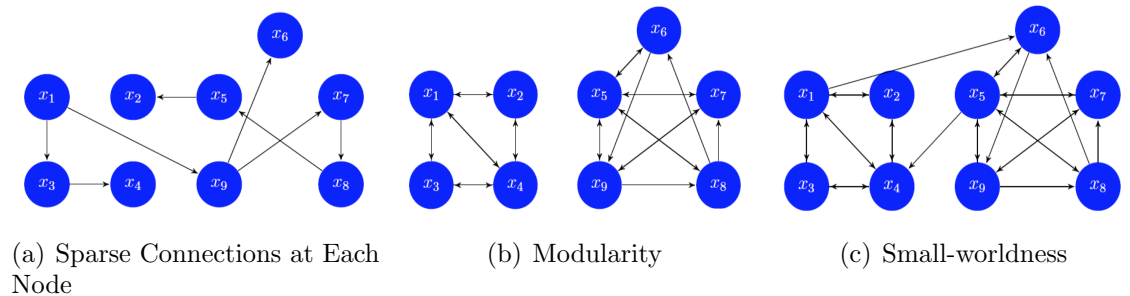 x₆
x₁ x₂ x₅ x₇
x₃ x₄ x₉ x₈
(a) Sparse Connections at Each
Node
x₆
x₁ x₂ x₅ x₇
x₃ x₄ x₉ x₈
(b) Modularity
x₆
x₁ x₂ x₅ x₇
x₃ x₄ x₉ x₈
(c) Small-worldness